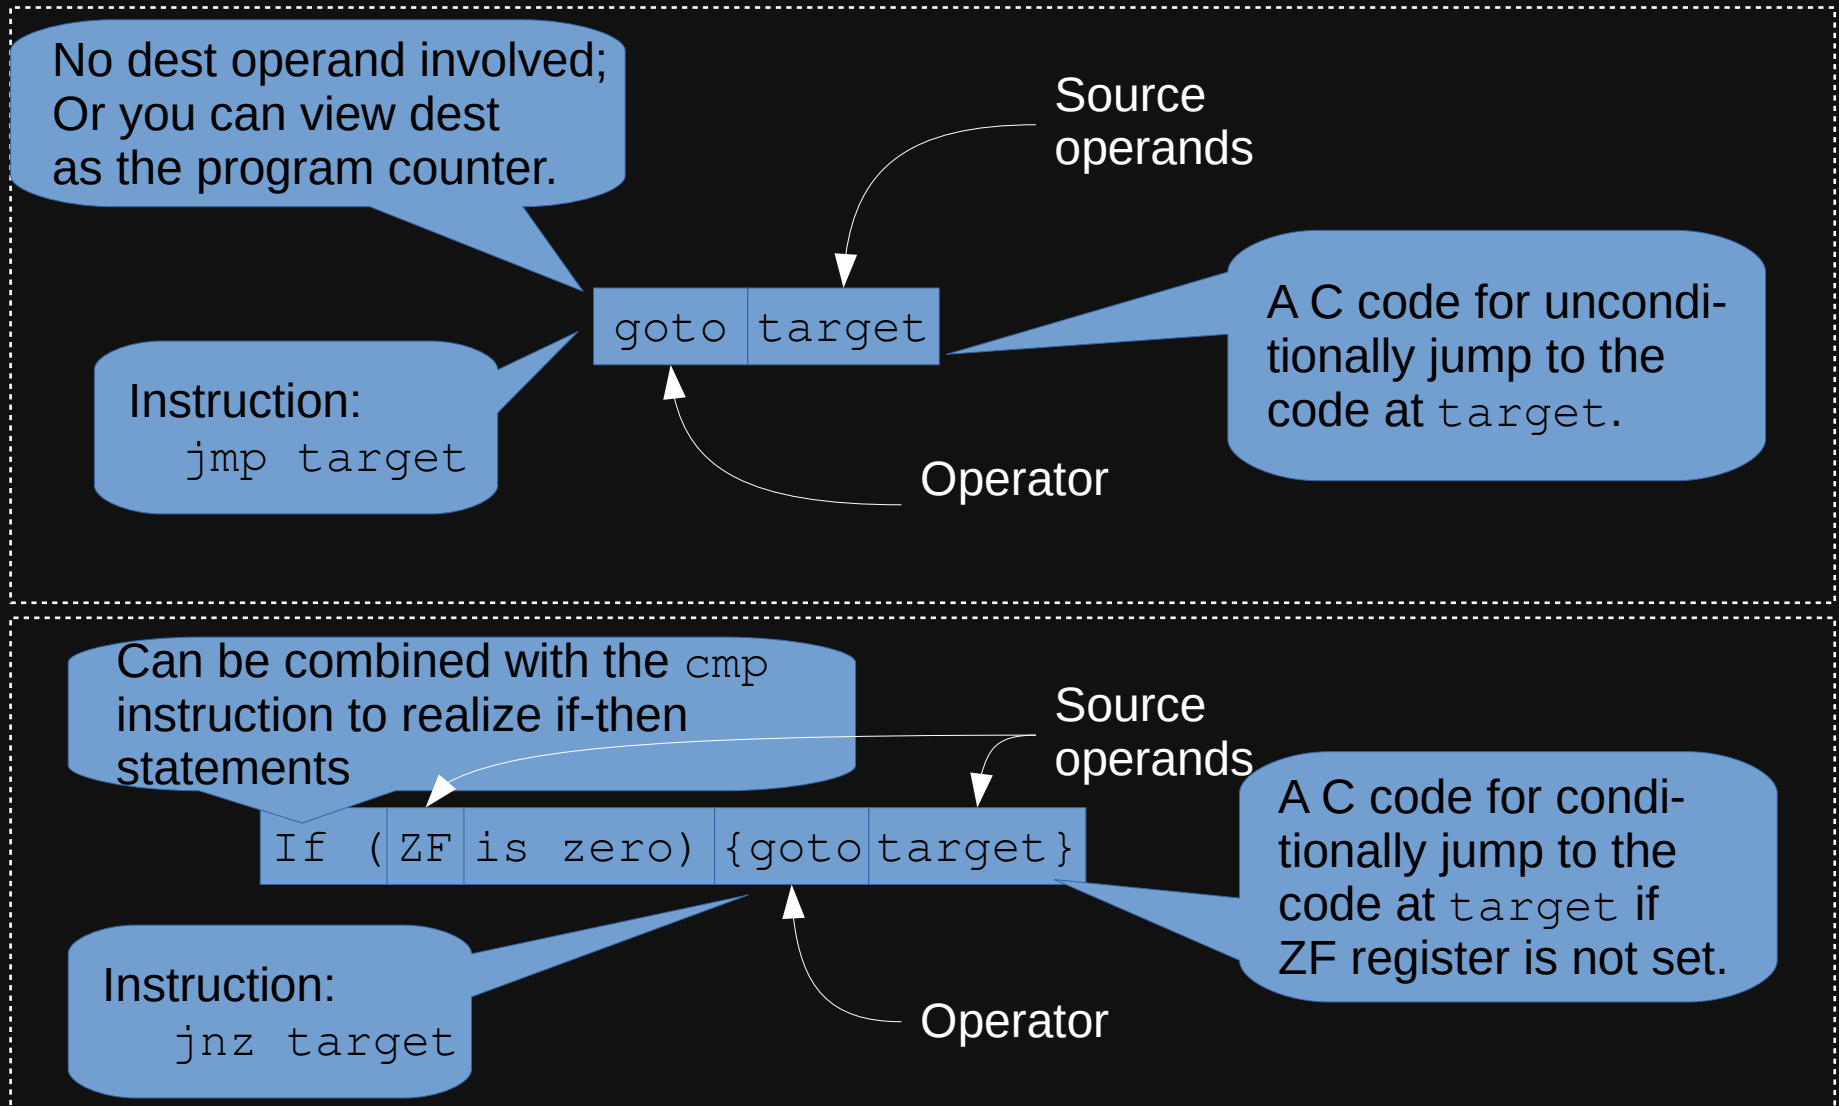 No dest operand involved;
Or you can view dest
as the program counter.
Source
operands
goto target
A C code for uncondi-
tionally jump to the
code at target.
Instruction:
jmp target
Operator
Can be combined with the cmp
instruction to realize if-then
statements
Source
operands
If (ZF is zero) {goto target}
A C code for condi-
tionally jump to the
code at target if
ZF register is not set.
Instruction:
jnz target
Operator